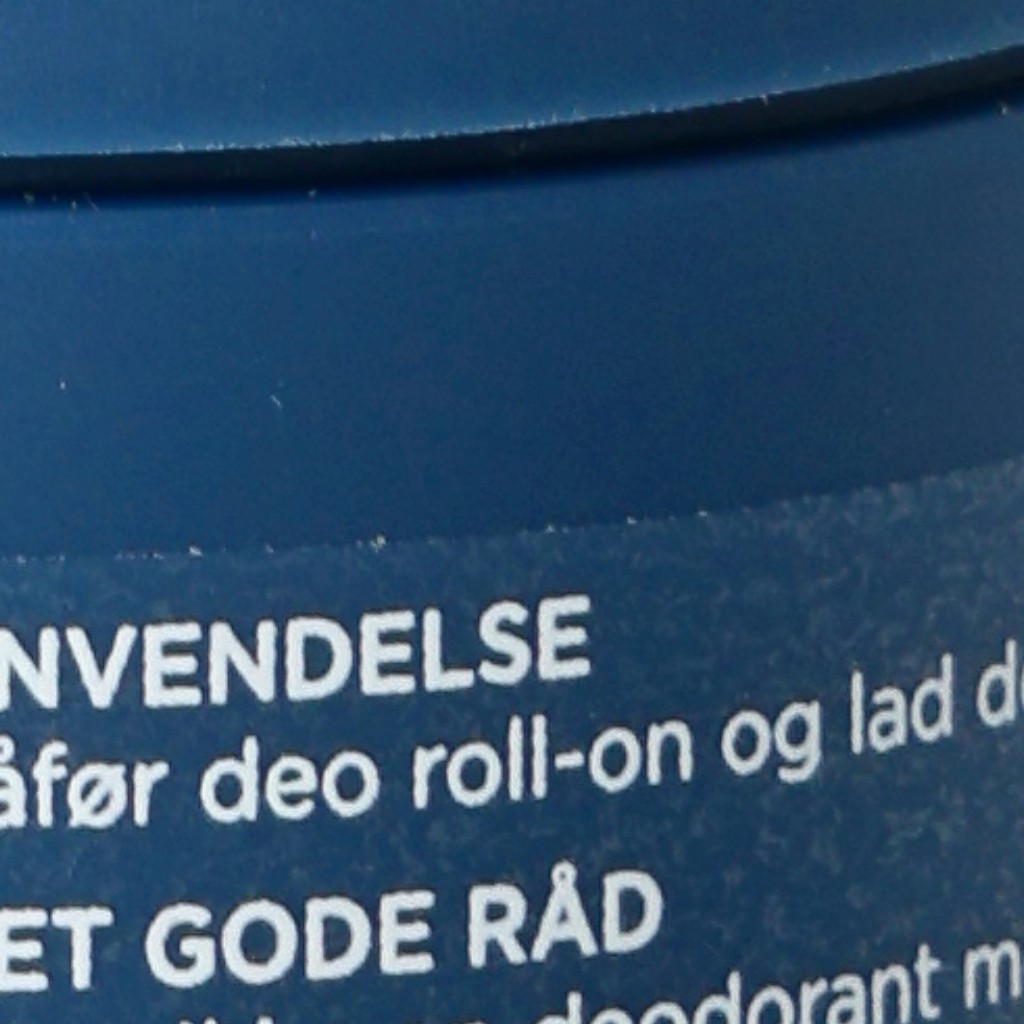 NVENDELSE
åfør deo roll-on og lad d
ET GODE RÅD
deodorant m